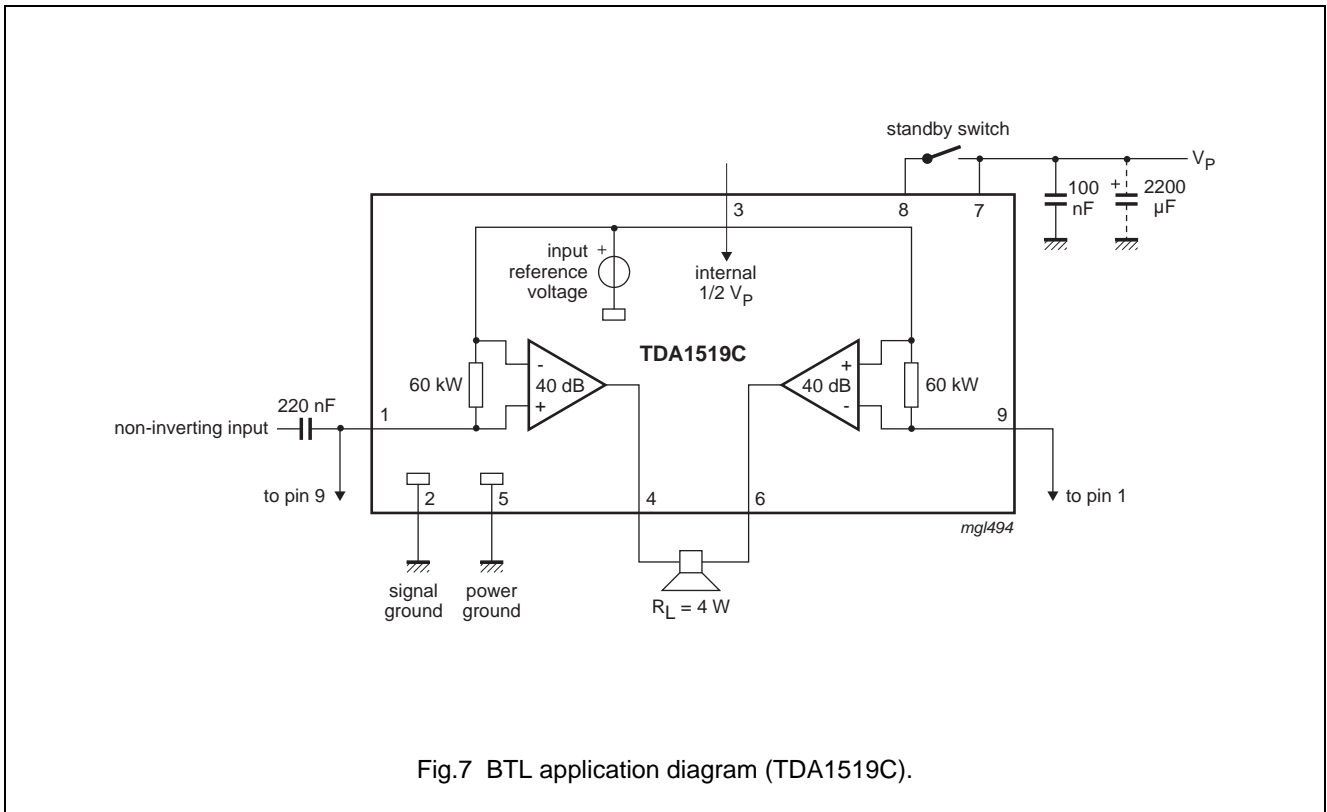 standby switch
V_P
100 nF
+ 2200 µF
3
8
7
input reference voltage
+
internal 1/2 V_P
TDA1519C
-
+
40 dB
60 kW
+
-
40 dB
60 kW
220 nF
1
9
non-inverting input
to pin 9
to pin 1
2
5
4
6
mgl494
signal ground
power ground
R_L = 4 W
Fig.7 BTL application diagram (TDA1519C).